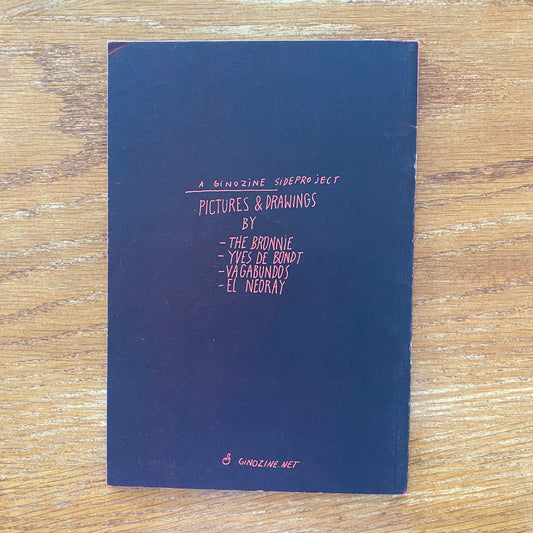 A GINOZINE SIDEPROJECT
PICTURES & DRAWINGS
BY
- THE BRONNIE
- YVES DE BONDT
- VAGABUNDOS
- EL NEORAY
GINOZINE.NET